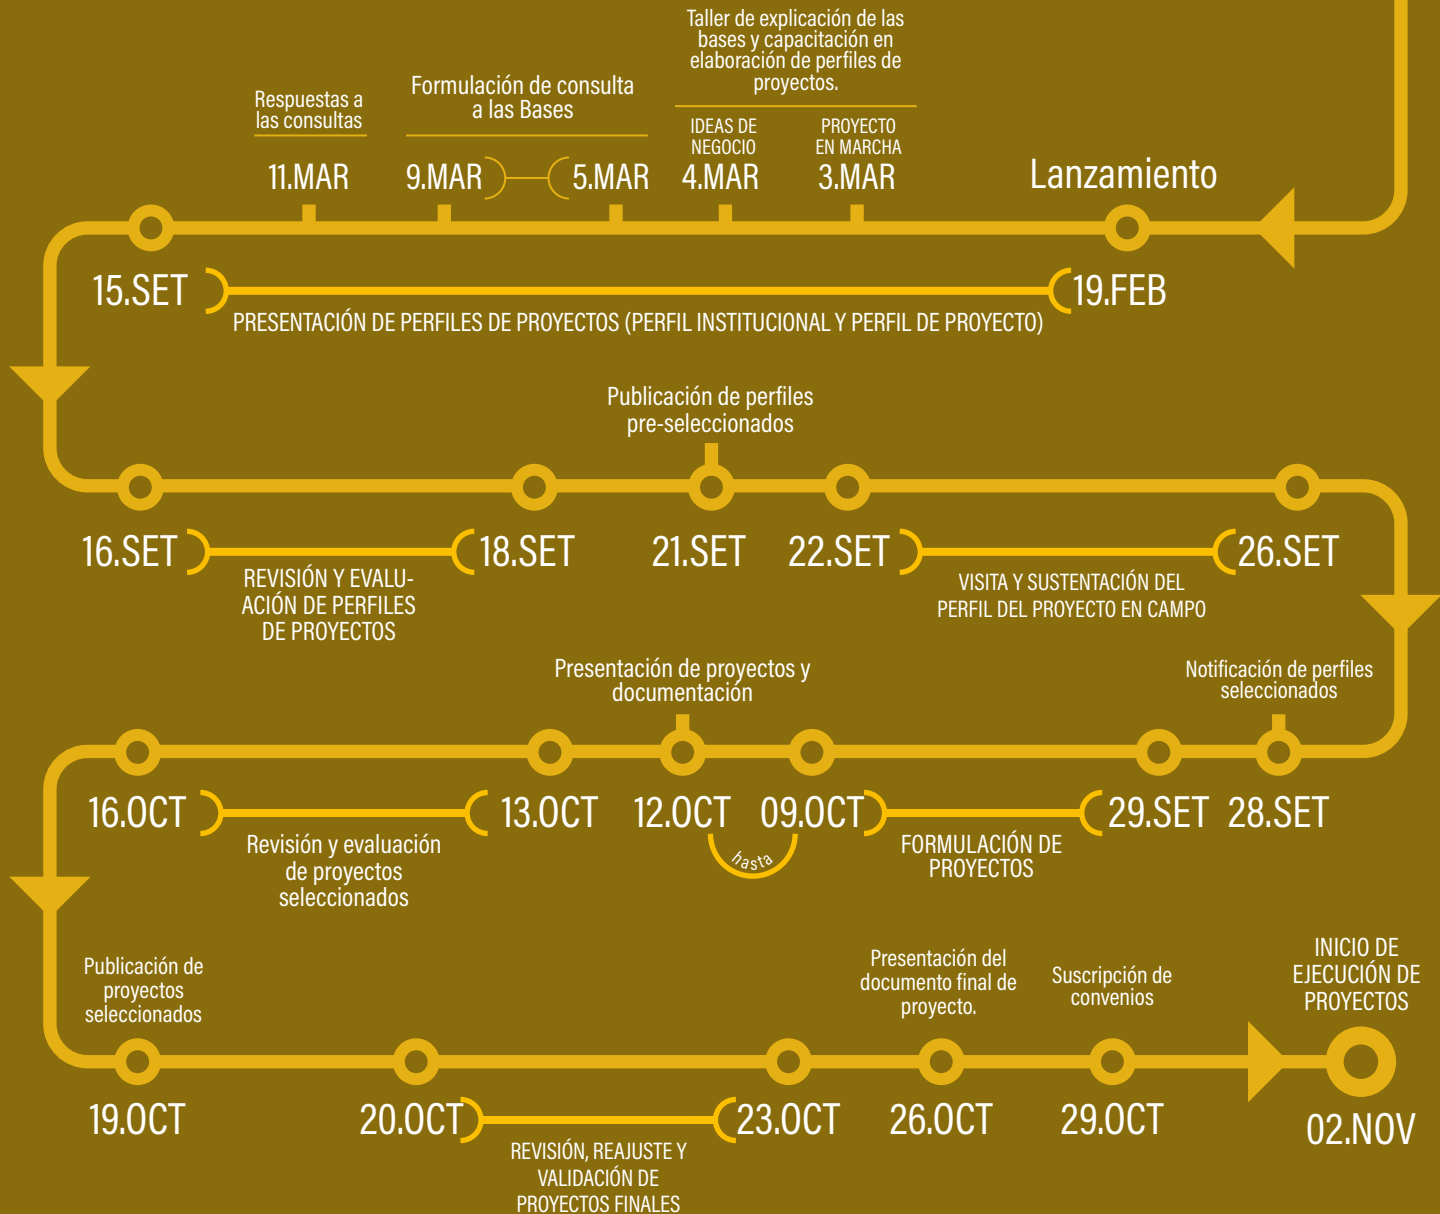 Taller de explicación de las
bases y capacitación en
elaboración de perfiles de
proyectos.
Respuestas a
las consultas
Formulación de consulta
a las Bases
IDEAS DE
NEGOCIO
PROYECTO
EN MARCHA
11.MAR
9.MAR
5.MAR
4.MAR
3.MAR
Lanzamiento
15.SET
19.FEB
PRESENTACIÓN DE PERFILES DE PROYECTOS (PERFIL INSTITUCIONAL Y PERFIL DE PROYECTO)
Publicación de perfiles
pre-seleccionados
16.SET
18.SET
21.SET
22.SET
26.SET
REVISIÓN Y EVALU-
ACIÓN DE PERFILES
DE PROYECTOS
VISITA Y SUSTENTACIÓN DEL
PERFIL DEL PROYECTO EN CAMPO
Presentación de proyectos y
documentación
Notificación de perfiles
seleccionados
16.OCT
13.OCT
12.OCT
09.OCT
29.SET
28.SET
hasta
Revisión y evaluación
de proyectos
seleccionados
FORMULACIÓN DE
PROYECTOS
Publicación de
proyectos
seleccionados
Presentación del
documento final de
proyecto.
Suscripción de
convenios
INICIO DE
EJECUCIÓN DE
PROYECTOS
19.OCT
20.OCT
23.OCT
26.OCT
29.OCT
02.NOV
REVISIÓN, REAJUSTE Y
VALIDACIÓN DE
PROYECTOS FINALES